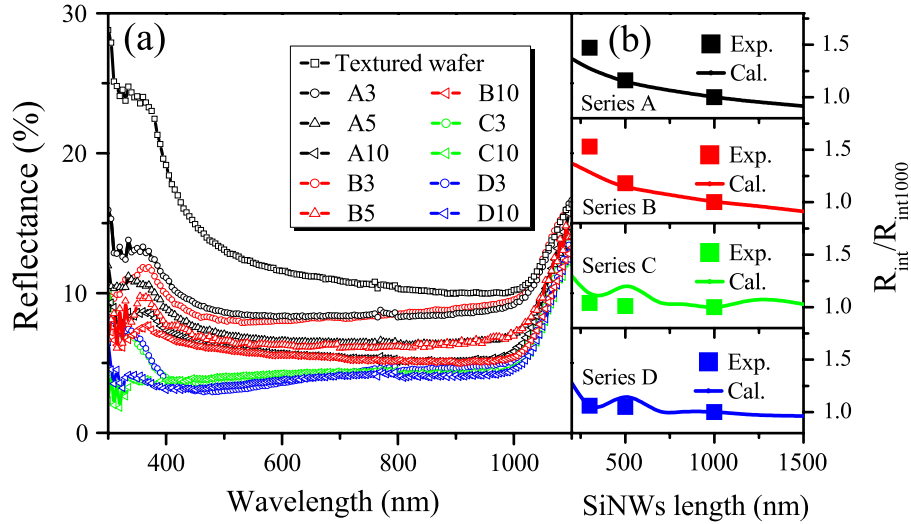 (a)
(b)
30
20
10
0
Reflectance (%)
400
600
800
1000
Wavelength (nm)
Textured wafer
A3
B10
A5
C3
A10
C10
B3
D3
B5
D10
Exp.
Cal.
Series A
Exp.
Cal.
Series B
Series C
Exp.
Cal.
Series D
Exp.
Cal.
1.5
1.0
1.5
1.0
1.5
1.0
1.5
1.0
R_int/R_int1000
500
1000
1500
SiNWs length (nm)